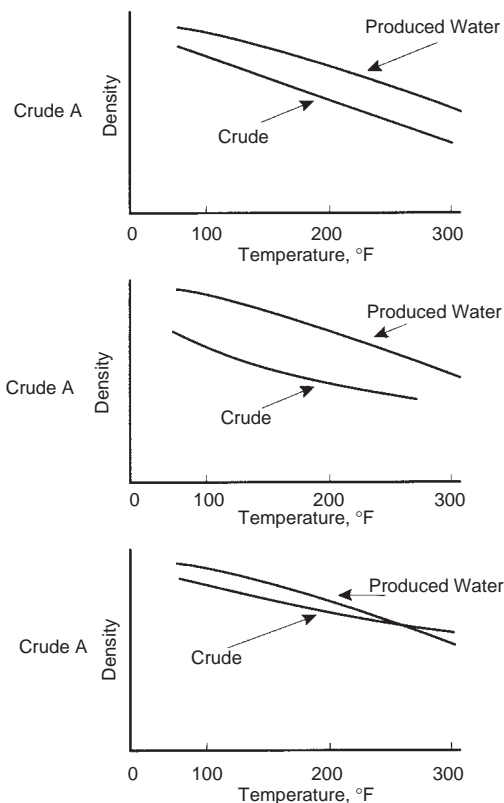 Produced Water
Crude A
Density
Crude
0 100 200 300
Temperature, °F
Produced Water
Crude A
Density
Crude
0 100 200 300
Temperature, °F
Produced Water
Crude A
Density
Crude
0 100 200 300
Temperature, °F